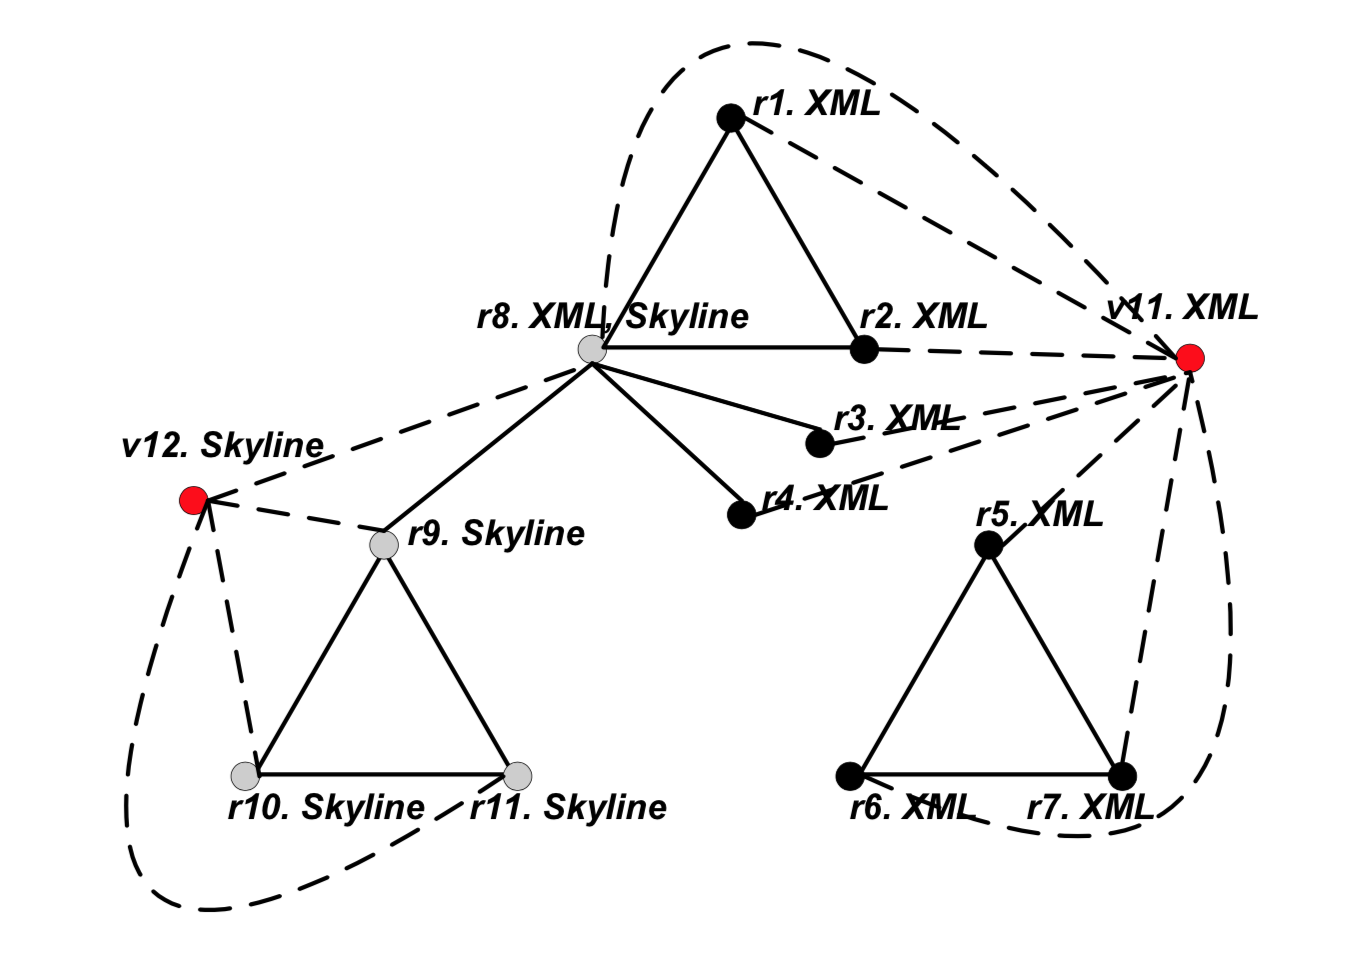 r1. XML
r8. XML, Skyline
r2. XML
v11. XML
r3. XML
v12. Skyline
r4. XML
r9. Skyline
r5. XML
r10. Skyline
r11. Skyline
r6. XML
r7. XML